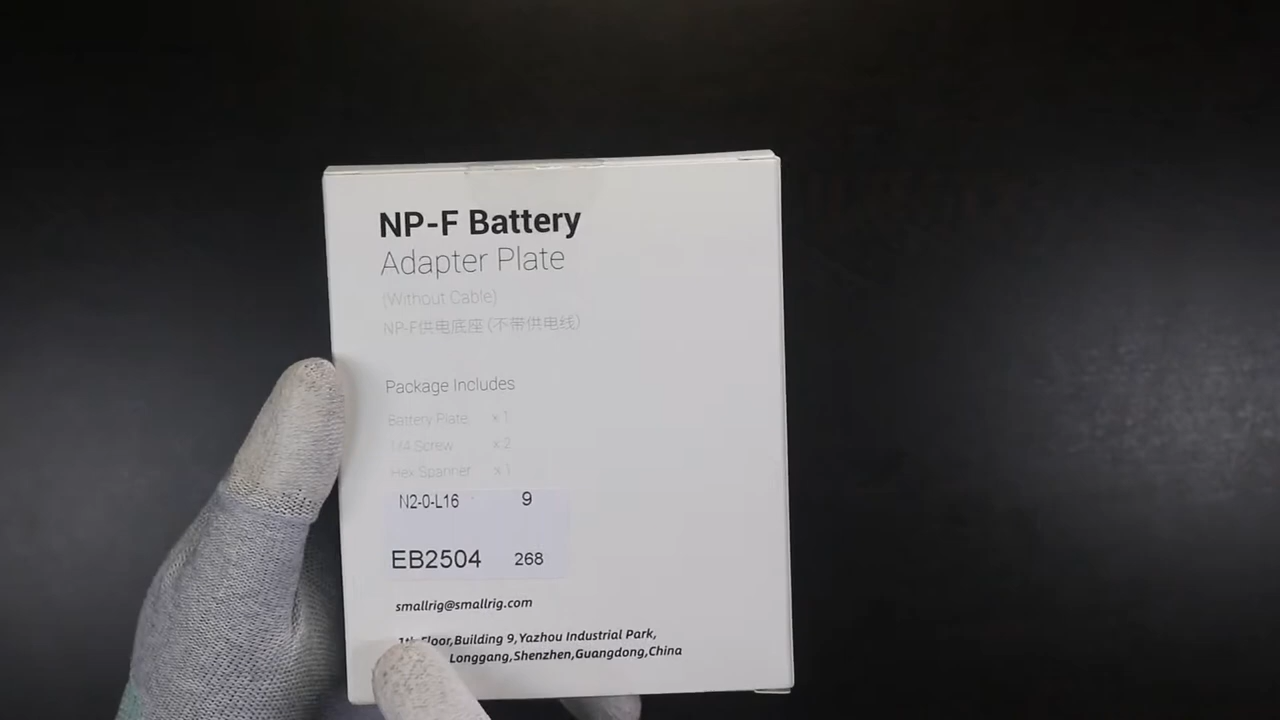 NP-F Battery
Adapter Plate
(Without Cable)
NP-F供电底座 (不带供电线)
Package Includes
Battery Plate x 1
1/4 Screw x 2
Hex Spanner x 1
N2-0-L16 9
EB2504 268
smallrig@smallrig.com
Floor,Building 9,Yazhou Industrial Park,
Longgang,Shenzhen,Guangdong,China